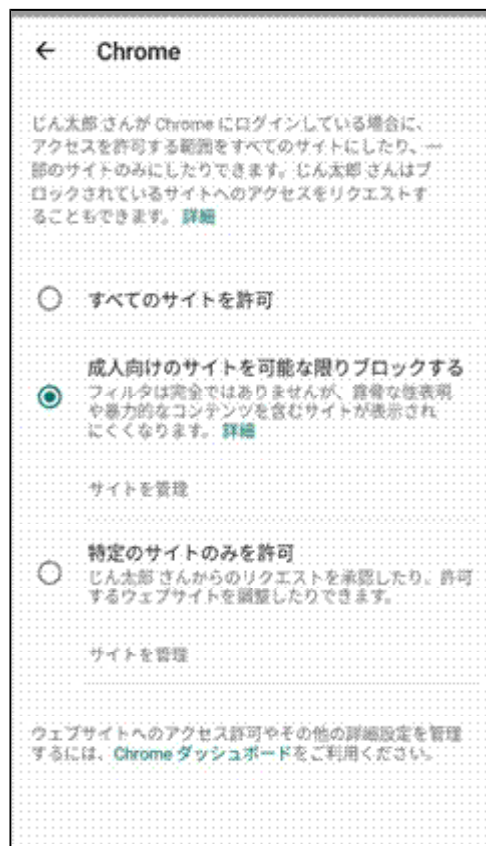 Chrome
じん太郎 さんが Chrome にログインしている場合に、
アクセスを許可する範囲をすべてのサイトにしたり、一
部のサイトのみにしたりできます。じん太郎 さんはブ
ロックされているサイトへのアクセスをリクエストす
ることもできます。 詳細
すべてのサイトを許可
成人向けのサイトを可能な限りブロックする
フィルタは完全ではありませんが、露骨な性表現
や暴力的なコンテンツを含むサイトが表示され
にくくなります。 詳細
サイトを管理
特定のサイトのみを許可
じん太郎 さんからのリクエストを承認したり、許可
するウェブサイトを調整したりできます。
サイトを管理
ウェブサイトへのアクセス許可やその他の詳細設定を管理
するには、Chrome ダッシュボードをご利用ください。